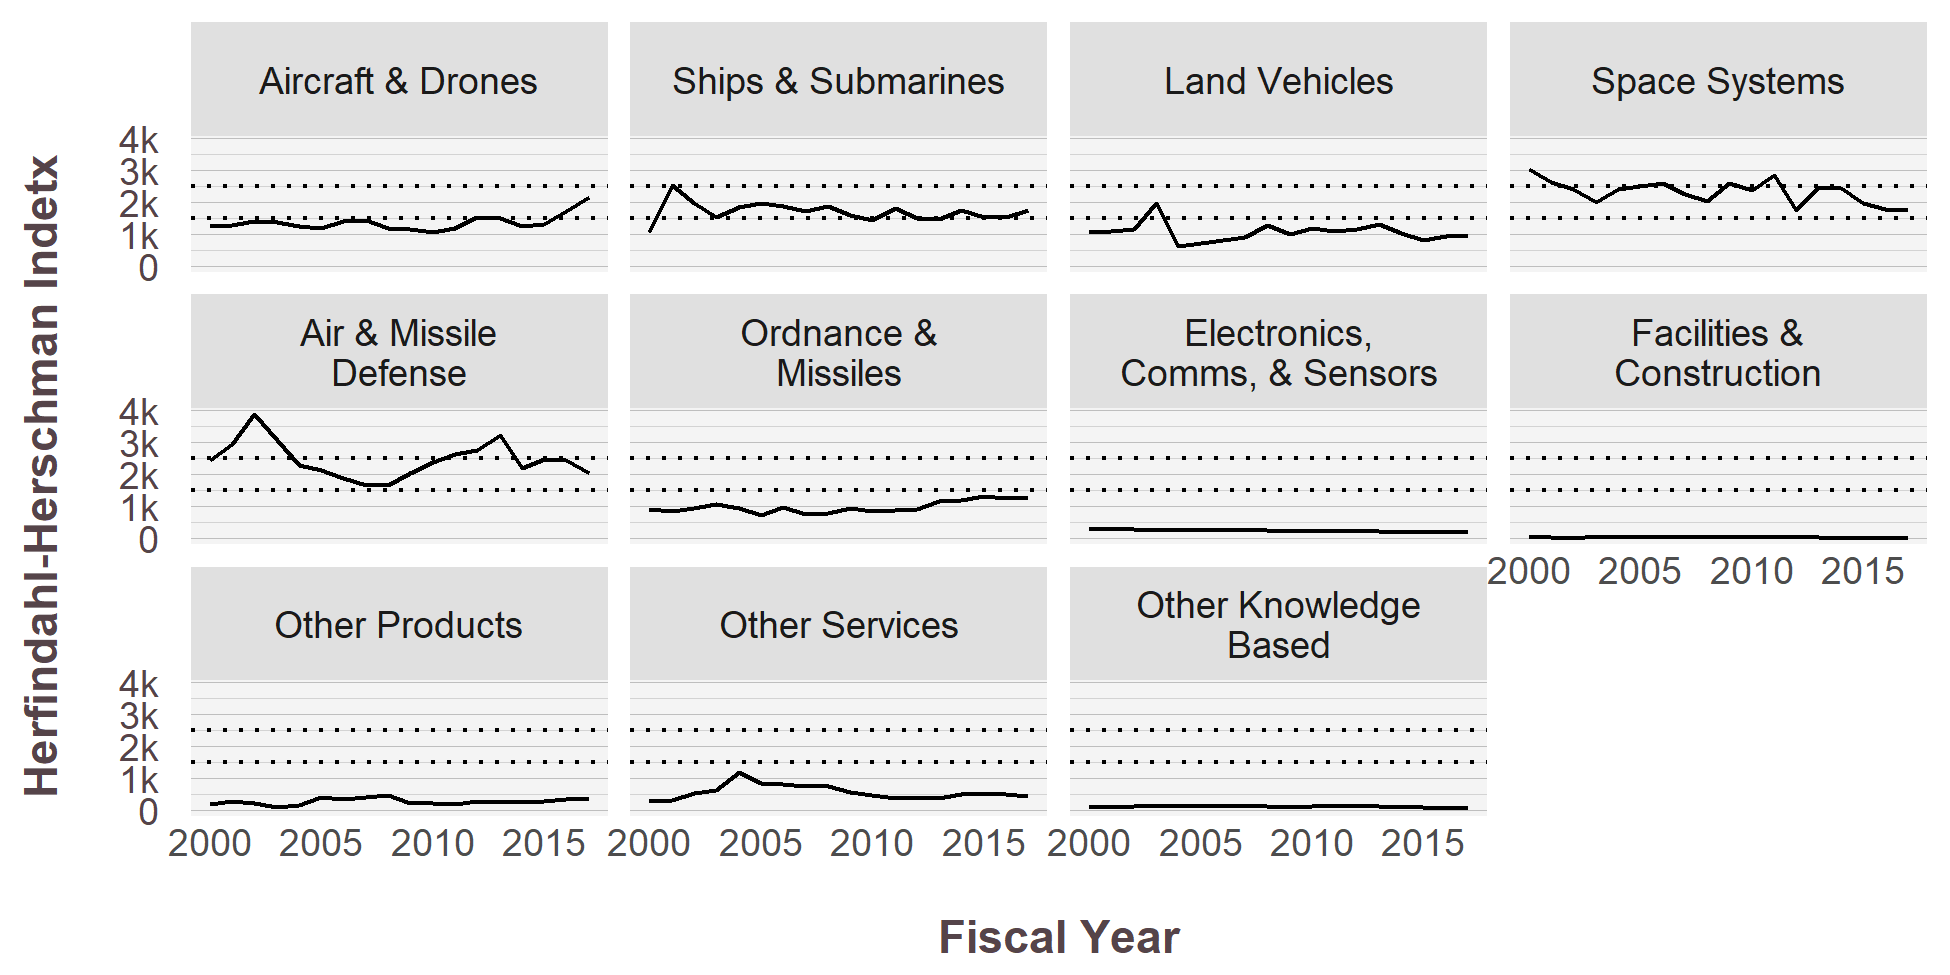 Aircraft & Drones
Ships & Submarines
Land Vehicles
Space Systems
4k
3k
2k
1k
0
Air & Missile
Defense
Ordnance &
Missiles
Electronics,
Comms, & Sensors
Facilities &
Construction
4k
3k
2k
1k
0
2000 2005 2010 2015
Other Products
Other Services
Other Knowledge
Based
4k
3k
2k
1k
0
2000 2005 2010 2015
2000 2005 2010 2015
2000 2005 2010 2015
Herfindahl-Herschman Indetx
Fiscal Year